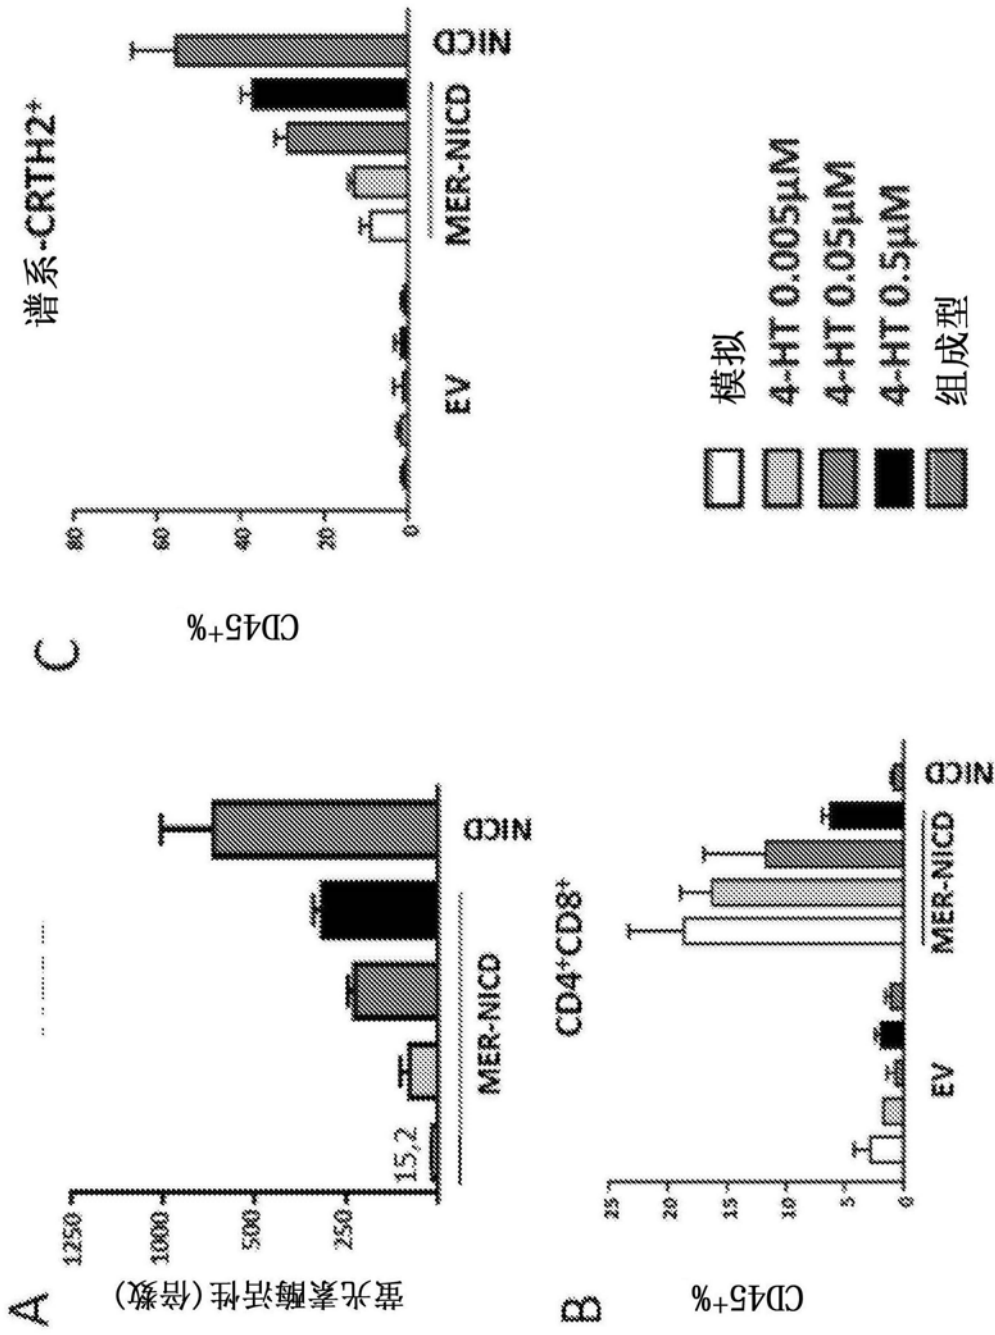 A
萤光素酶活性(倍数)
1250
1000
500
250
15,2
MER-NICD
NICD
B
CD4⁺CD8⁺
CD45⁺%
25
20
15
10
5
0
EV
MER-NICD
NICD
C
谱系-CRTH2⁺
CD45⁺%
80
60
40
20
0
EV
MER-NICD
NICD
模拟
4-HT 0.005μM
4-HT 0.05μM
4-HT 0.5μM
组成型